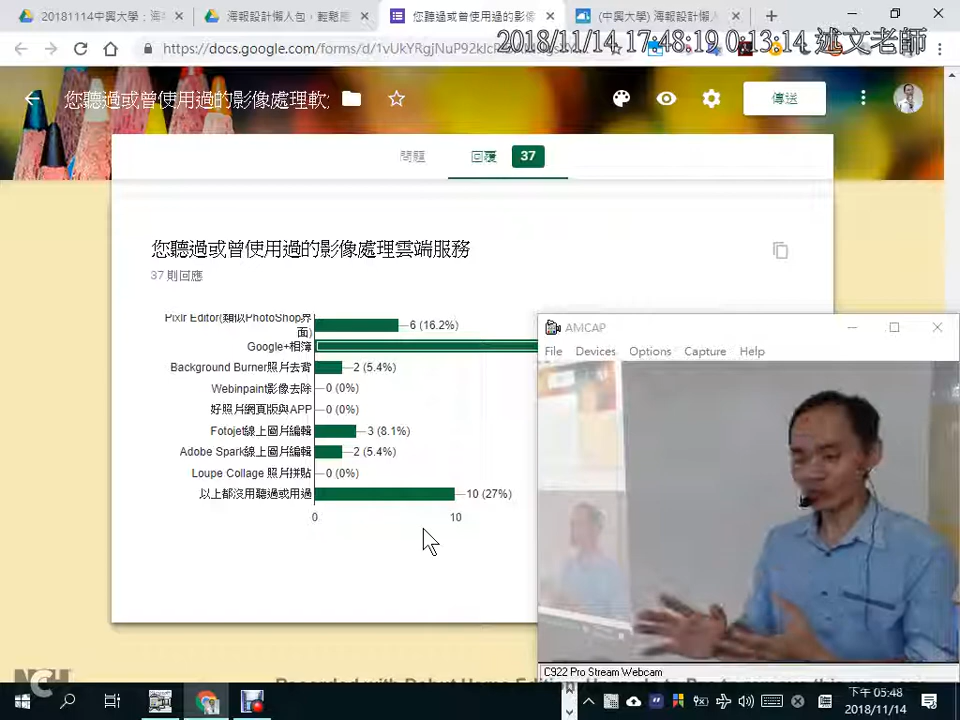 20181114中興大學：海
海報設計懶人包，輕鬆
您聽過或曾使用過的影像
(中興大學) 海報設計懶人
https://docs.google.com/forms/d/1vUkYRgjNuP92kJcP
2018/11/14 17:48:19 0:13:14 述文老師
您聽過或曾使用過的影像處理軟
傳送
問題
回覆 37
您聽過或曾使用過的影像處理雲端服務
37 則回應
Pixlr Editor(類似PhotoShop界
面)
6 (16.2%)
Google+相簿
Background Burner照片去背
2 (5.4%)
Webinpaint影像去除
0 (0%)
好照片網頁版與APP
0 (0%)
Fotojet線上圖片編輯
3 (8.1%)
Adobe Spark線上圖片編輯
2 (5.4%)
Loupe Collage 照片拼貼
0 (0%)
以上都沒用聽過或用過
10 (27%)
0 10
AMCAP
File Devices Options Capture Help
C922 Pro Stream Webcam
NCH
下午 05:48
2018/11/14